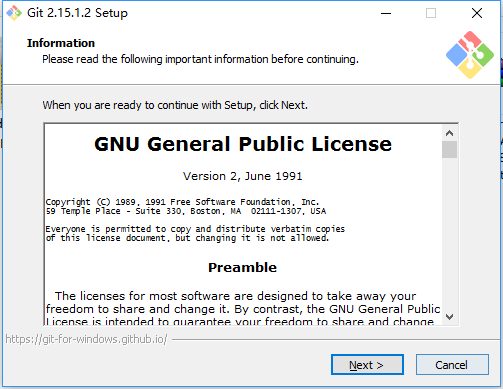 Git 2.15.1.2 Setup
Information
Please read the following important information before continuing.
When you are ready to continue with Setup, click Next.
GNU General Public License
Version 2, June 1991
Copyright (C) 1989, 1991 Free Software Foundation, Inc.
59 Temple Place - Suite 330, Boston, MA  02111-1307, USA
Everyone is permitted to copy and distribute verbatim copies
of this license document, but changing it is not allowed.
Preamble
The licenses for most software are designed to take away your
freedom to share and change it. By contrast, the GNU General Public
License is intended to guarantee your freedom to share and change
https://git-for-windows.github.io/
Next >
Cancel